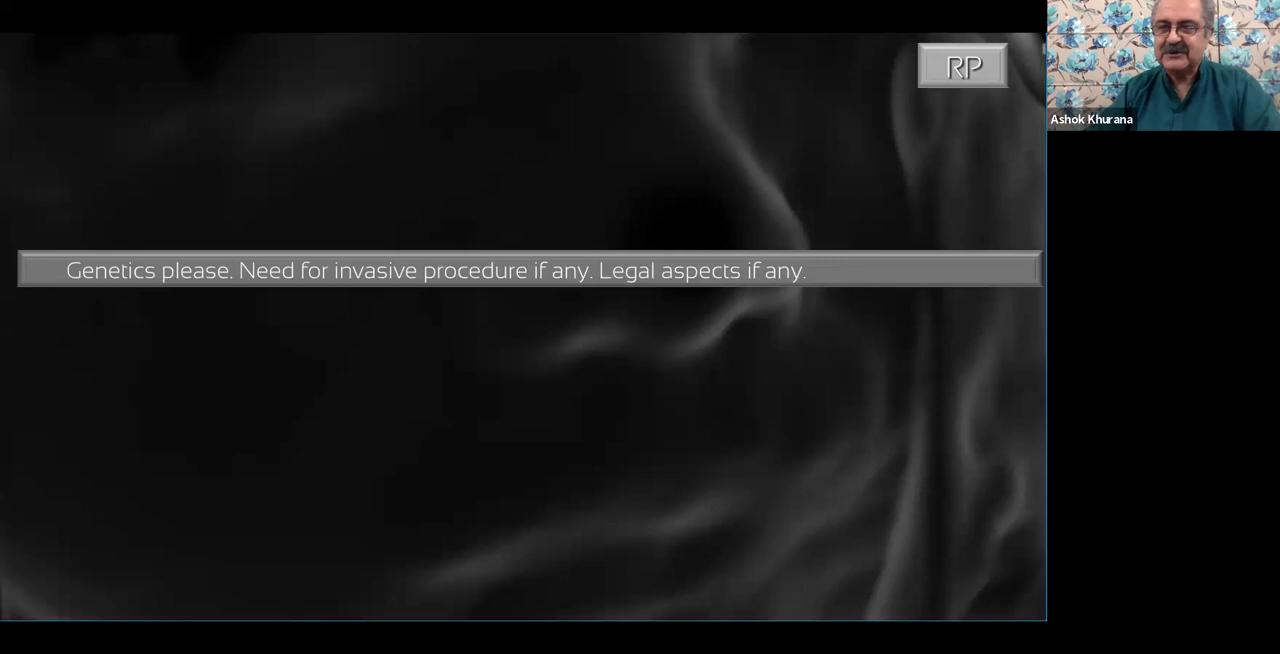 RP
Ashok Khurana
Genetics please. Need for invasive procedure if any. Legal aspects if any.